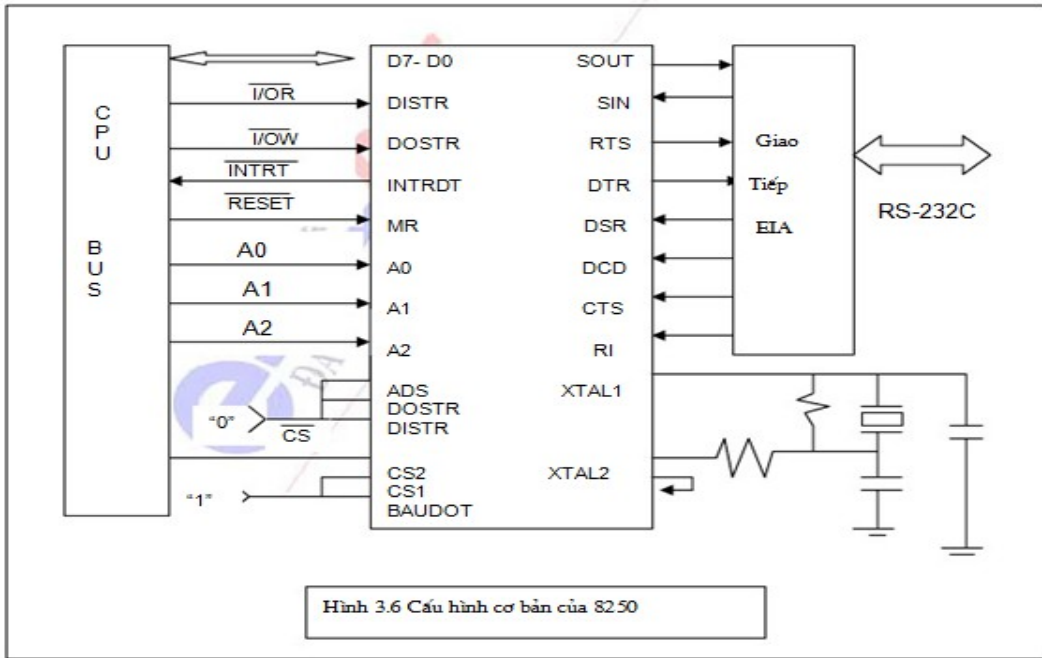 CPU BUS
I/OR
I/OW
INTRT
RESET
A0
A1
A2
"0"
CS
"1"
D7- D0
DISTR
DOSTR
INTRDT
MR
A0
A1
A2
ADS
DOSTR
DISTR
CS2
CS1
BAUDOT
SOUT
SIN
RTS
DTR
DSR
DCD
CTS
RI
XTAL1
XTAL2
Giao
Tiếp
EIA
RS-232C
ĐA
Hình 3.6 Cấu hình cơ bản của 8250